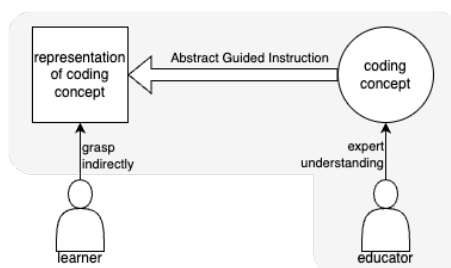 representation
of coding
concept
Abstract Guided Instruction
coding
concept
grasp
indirectly
expert
understanding
learner
educator